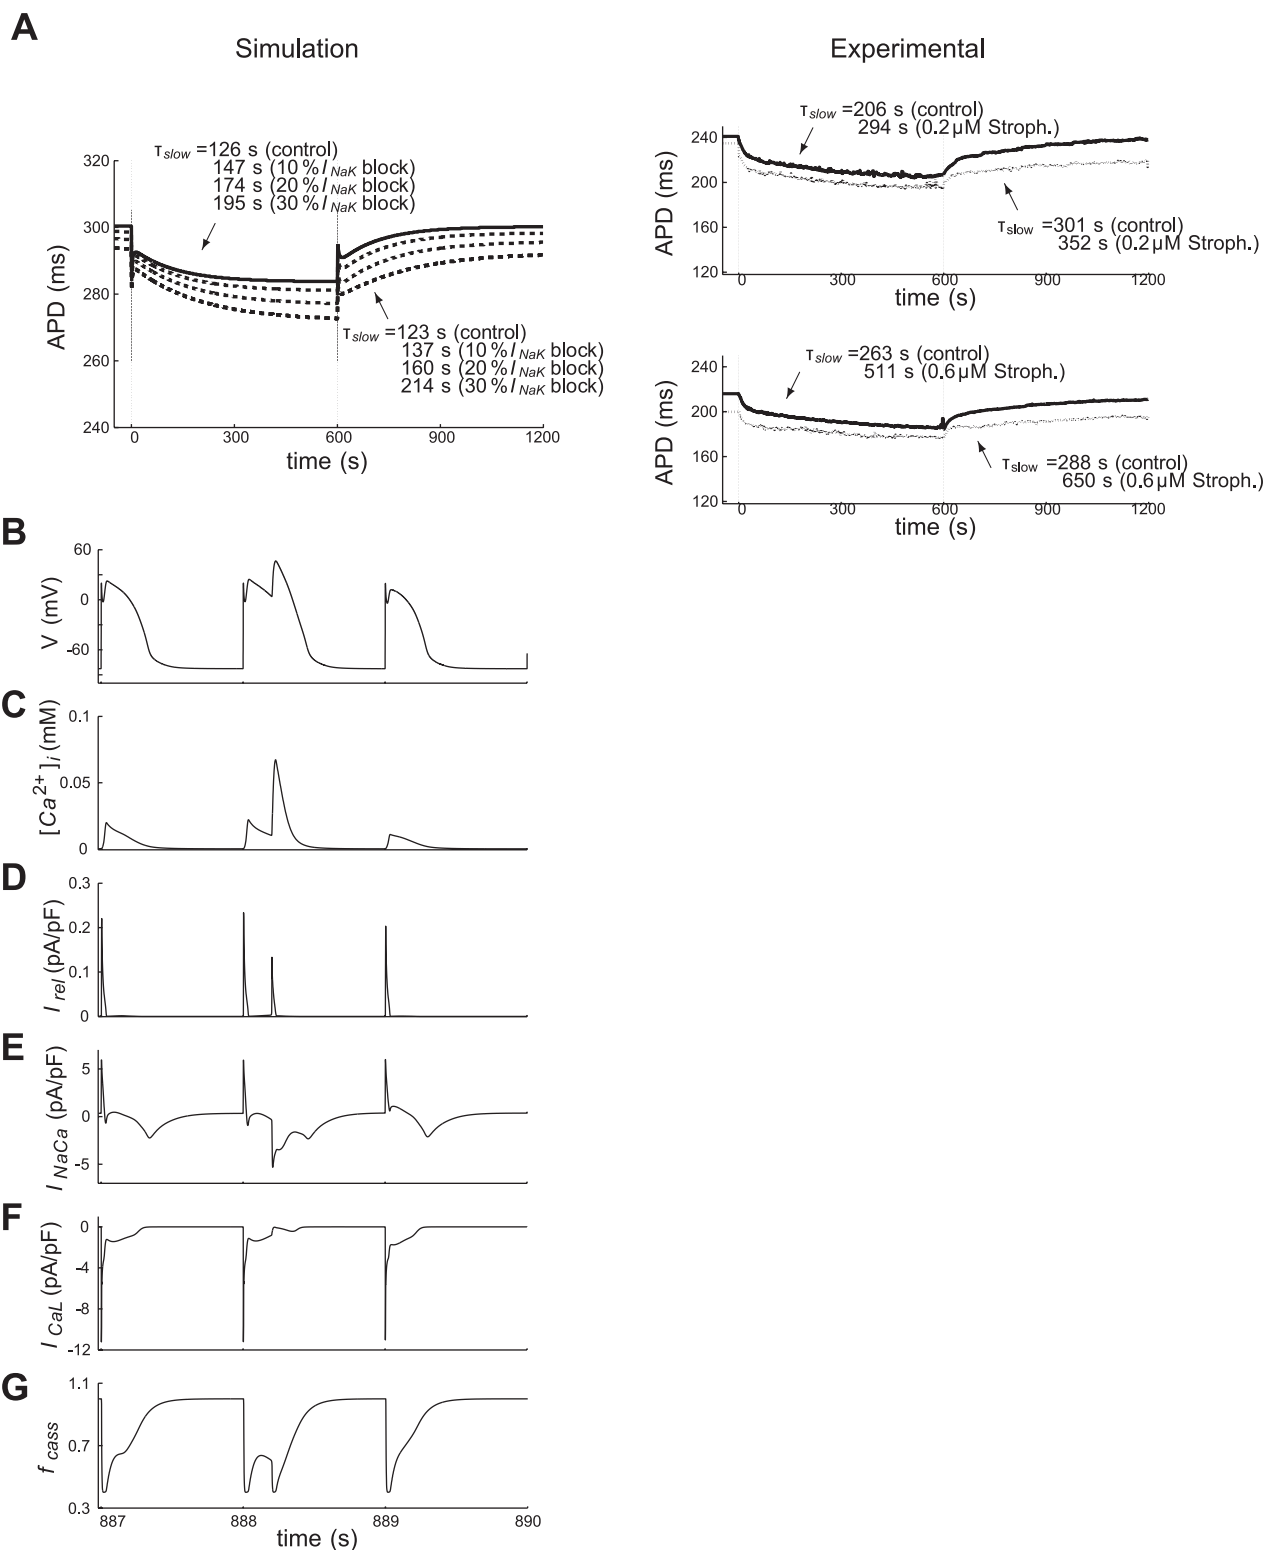 A
Simulation
Experimental
τslow =126 s (control)
147 s (10 % INaK block)
174 s (20 % INaK block)
195 s (30 % INaK block)
320
300
280
260
240
APD (ms)
0 300 600 900 1200
time (s)
τslow =123 s (control)
137 s (10 % INaK block)
160 s (20 % INaK block)
214 s (30 % INaK block)
τslow =206 s (control)
294 s (0.2 µM Stroph.)
240
200
160
120
APD (ms)
τslow =301 s (control)
352 s (0.2 µM Stroph.)
0 300 600 900 1200
time (s)
τslow =263 s (control)
511 s (0.6 µM Stroph.)
240
200
160
120
APD (ms)
τslow =288 s (control)
650 s (0.6 µM Stroph.)
0 300 600 900 1200
time (s)
B
60
0
-60
V (mV)
C
0.1
0.05
0
[Ca2+]i (mM)
D
0.3
0.2
0.1
0
I rel (pA/pF)
E
5
0
-5
I NaCa (pA/pF)
F
0
-4
-8
-12
I CaL (pA/pF)
G
1.1
0.7
0.3
f cass
887 888 889 890
time (s)